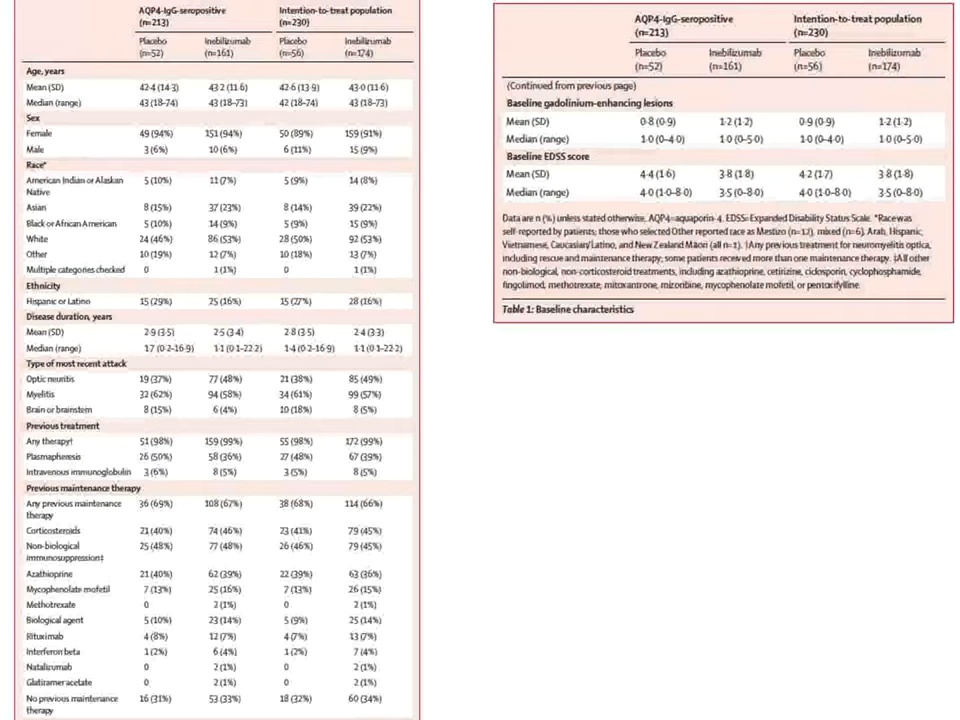 AQP4-IgG-seropositive (n=213) Intention-to-treat population (n=230)
Placebo (n=52) Inebilizumab (n=161) Placebo (n=56) Inebilizumab (n=174)
Age, years
Mean (SD) 42·4 (14·3) 43·2 (11·6) 42·6 (13·9) 43·0 (11·6)
Median (range) 43 (18–74) 43 (18–73) 42 (18–74) 43 (18–73)
Sex
Female 49 (94%) 151 (94%) 50 (89%) 159 (91%)
Male 3 (6%) 10 (6%) 6 (11%) 15 (9%)
Race*
American Indian or Alaskan Native 5 (10%) 11 (7%) 5 (9%) 14 (8%)
Asian 8 (15%) 37 (23%) 8 (14%) 39 (22%)
Black or African American 5 (10%) 14 (9%) 5 (9%) 15 (9%)
White 24 (46%) 86 (53%) 28 (50%) 92 (53%)
Other 10 (19%) 12 (7%) 10 (18%) 13 (7%)
Multiple categories checked 0 1 (1%) 0 1 (1%)
Ethnicity
Hispanic or Latino 15 (29%) 25 (16%) 15 (27%) 28 (16%)
Disease duration, years
Mean (SD) 2·9 (3·5) 2·5 (3·4) 2·8 (3·5) 2·4 (3·3)
Median (range) 1·7 (0·2–16·9) 1·1 (0·1–22·2) 1·4 (0·2–16·9) 1·1 (0·1–22·2)
Type of most recent attack
Optic neuritis 19 (37%) 77 (48%) 21 (38%) 85 (49%)
Myelitis 32 (62%) 94 (58%) 34 (61%) 99 (57%)
Brain or brainstem 8 (15%) 6 (4%) 10 (18%) 8 (5%)
Previous treatment
Any therapy† 51 (98%) 159 (99%) 55 (98%) 172 (99%)
Plasmapheresis 26 (50%) 58 (36%) 27 (48%) 67 (39%)
Intravenous immunoglobulin 3 (6%) 8 (5%) 3 (5%) 8 (5%)
Previous maintenance therapy
Any previous maintenance therapy 36 (69%) 108 (67%) 38 (68%) 114 (66%)
Corticosteroids 21 (40%) 74 (46%) 23 (41%) 79 (45%)
Non-biological immunosuppression‡ 25 (48%) 77 (48%) 26 (46%) 79 (45%)
Azathioprine 21 (40%) 62 (39%) 22 (39%) 63 (36%)
Mycophenolate mofetil 7 (13%) 25 (16%) 7 (13%) 26 (15%)
Methotrexate 0 2 (1%) 0 2 (1%)
Biological agent 5 (10%) 23 (14%) 5 (9%) 25 (14%)
Rituximab 4 (8%) 12 (7%) 4 (7%) 13 (7%)
Interferon beta 1 (2%) 6 (4%) 1 (2%) 7 (4%)
Natalizumab 0 2 (1%) 0 2 (1%)
Glatiramer acetate 0 2 (1%) 0 2 (1%)
No previous maintenance therapy 16 (31%) 53 (33%) 18 (32%) 60 (34%)
AQP4-IgG-seropositive (n=213) Intention-to-treat population (n=230)
Placebo (n=52) Inebilizumab (n=161) Placebo (n=56) Inebilizumab (n=174)
(Continued from previous page)
Baseline gadolinium-enhancing lesions
Mean (SD) 0·8 (0·9) 1·2 (1·2) 0·9 (0·9) 1·2 (1·2)
Median (range) 1·0 (0–4·0) 1·0 (0–5·0) 1·0 (0–4·0) 1·0 (0–5·0)
Baseline EDSS score
Mean (SD) 4·4 (1·6) 3·8 (1·8) 4·2 (1·7) 3·8 (1·8)
Median (range) 4·0 (1·0–8·0) 3·5 (0–8·0) 4·0 (1·0–8·0) 3·5 (0–8·0)
Data are n (%) unless stated otherwise. AQP4=aquaporin-4. EDSS=Expanded Disability Status Scale. *Race was
self-reported by patients; those who selected Other reported race as Mestizo (n=12), mixed (n=6), Arab, Hispanic,
Vietnamese, Caucasian/Latino, and New Zealand Māori (all n=1). †Any previous treatment for neuromyelitis optica,
including rescue and maintenance therapy; some patients received more than one maintenance therapy. ‡All other
non-biological, non-corticosteroid treatments, including azathioprine, cetirizine, ciclosporin, cyclophosphamide,
fingolimod, methotrexate, mitoxantrone, mizoribine, mycophenolate mofetil, or pentoxifylline.
Table 1: Baseline characteristics